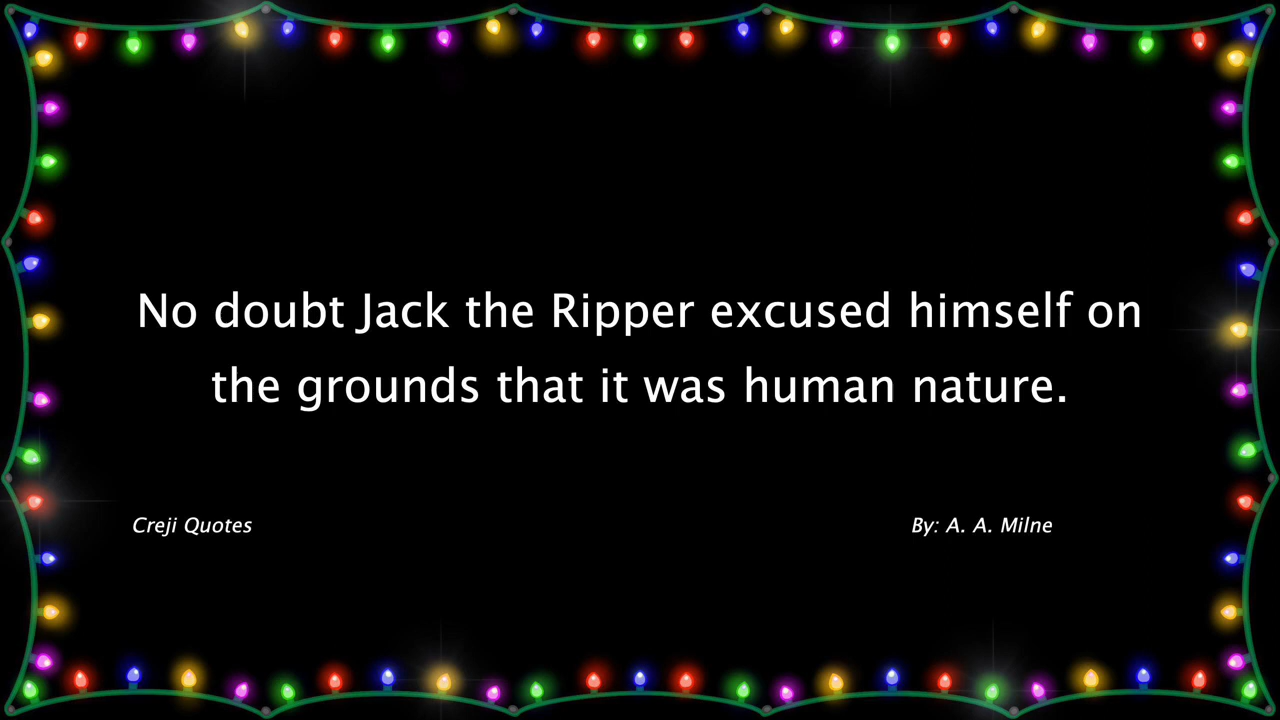 No doubt Jack the Ripper excused himself on
the grounds that it was human nature.
Creji Quotes
By: A. A. Milne